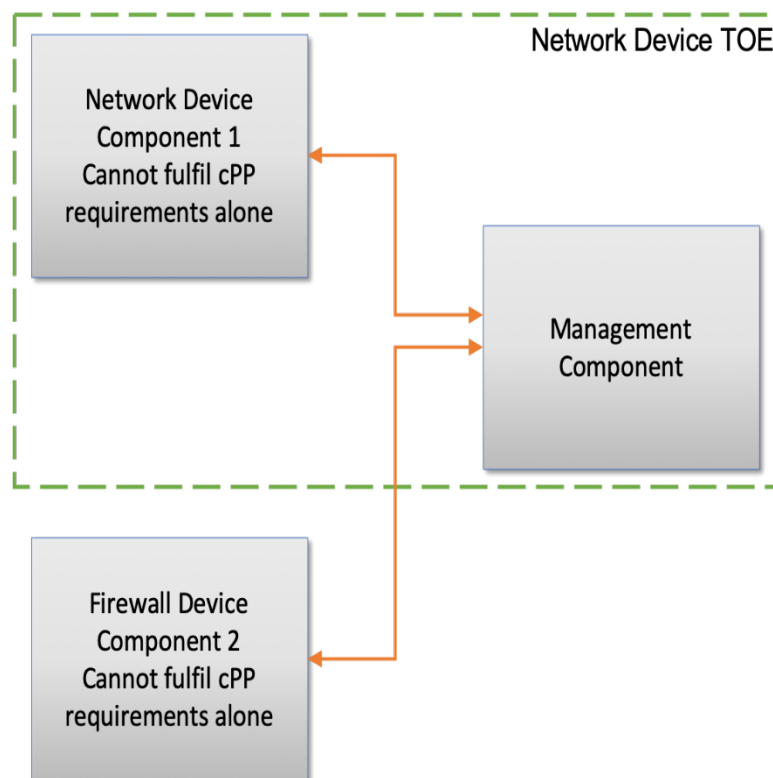 Network Device TOE
Network Device
Component 1
Cannot fulfil cPP
requirements alone
Management
Component
Firewall Device
Component 2
Cannot fulfil cPP
requirements alone